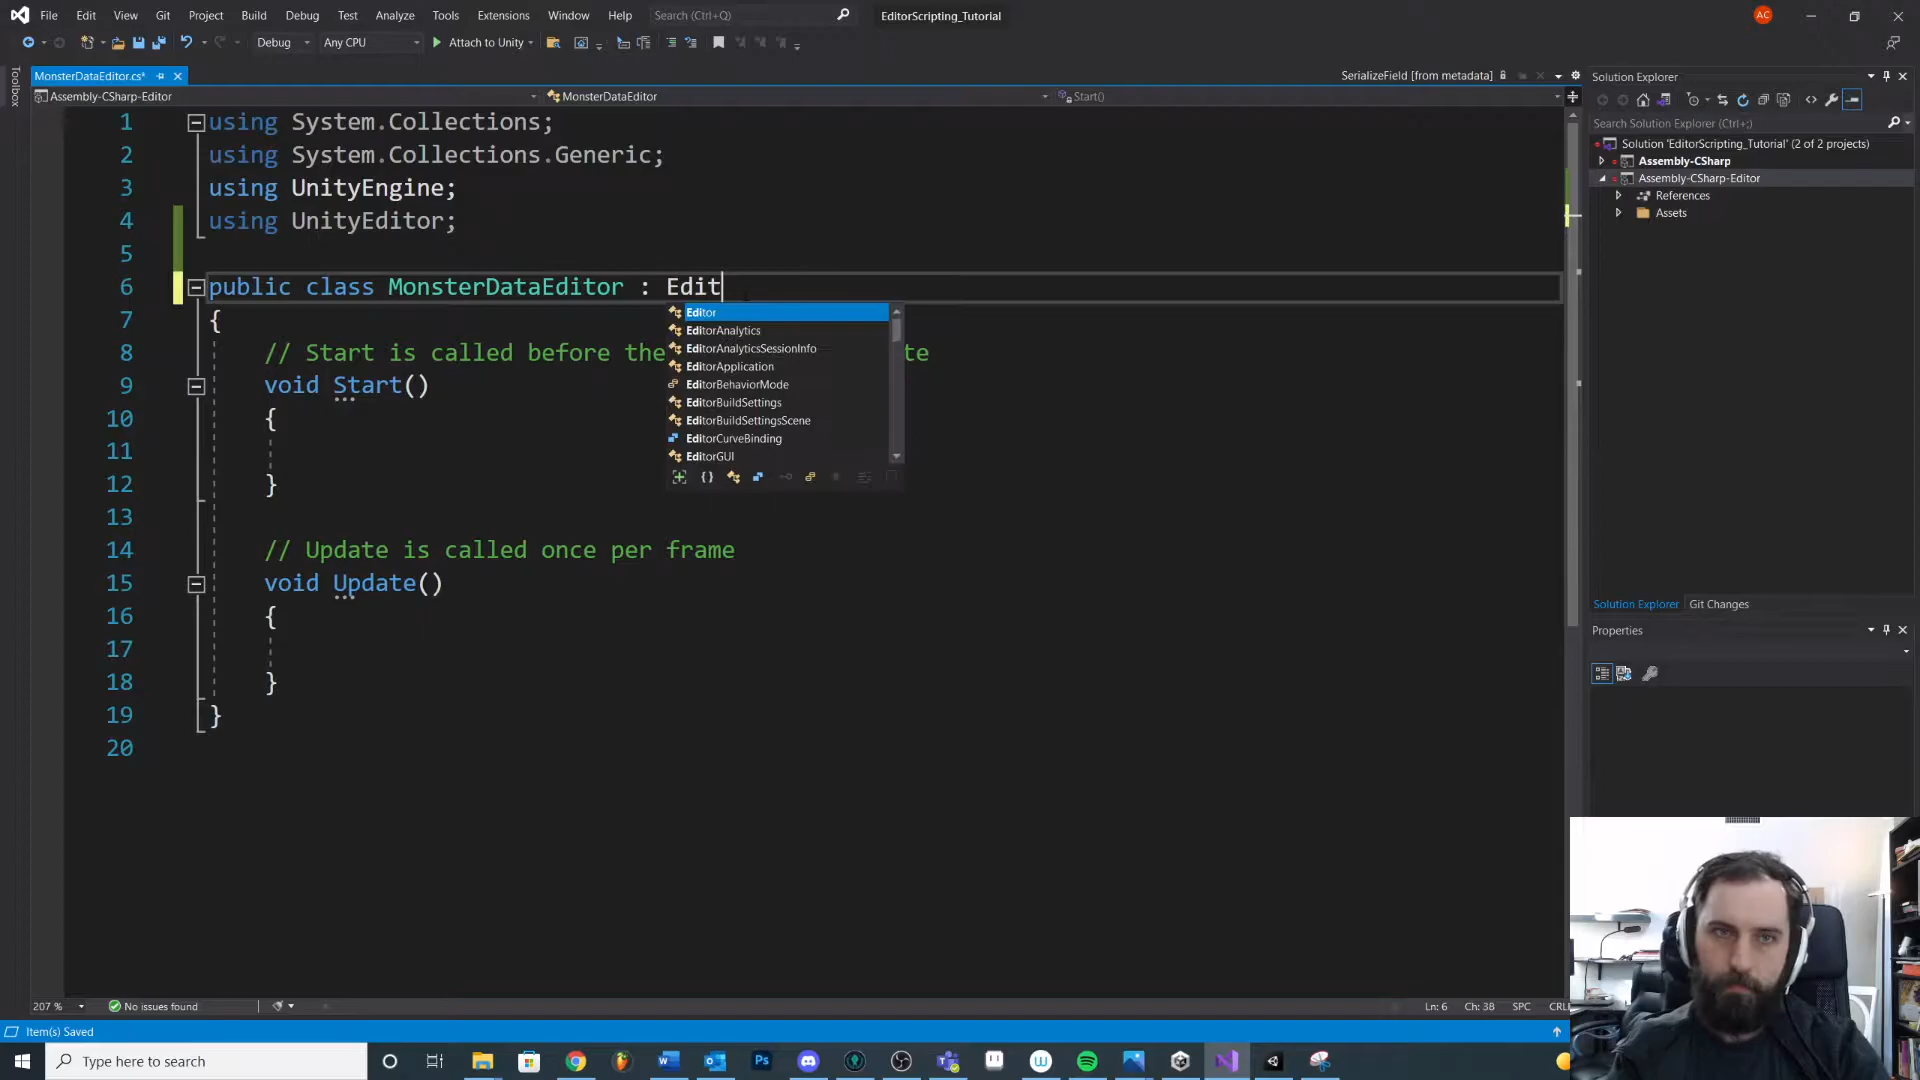 File Edit View Git Project Build Debug Test Analyze Tools Extensions Window Help Search (Ctrl+Q) EditorScripting_Tutorial AC
Debug Any CPU Attach to Unity
Toolbox
MonsterDataEditor.cs* SerializeField [from metadata]
Assembly-CSharp-Editor MonsterDataEditor Start()
1 using System.Collections;
2 using System.Collections.Generic;
3 using UnityEngine;
4 using UnityEditor;
5
6 public class MonsterDataEditor : Edit
7 {
8 // Start is called before the te
9 void Start()
10 {
11
12 }
13
14 // Update is called once per frame
15 void Update()
16 {
17
18 }
19 }
20
Editor
EditorAnalytics
EditorAnalyticsSessionInfo
EditorApplication
EditorBehaviorMode
EditorBuildSettings
EditorBuildSettingsScene
EditorCurveBinding
EditorGUI
Solution Explorer
Search Solution Explorer (Ctrl+;)
Solution 'EditorScripting_Tutorial' (2 of 2 projects)
Assembly-CSharp
Assembly-CSharp-Editor
References
Assets
Solution Explorer Git Changes
Properties
207 % No issues found Ln: 6 Ch: 38 SPC CRL
Item(s) Saved
Type here to search